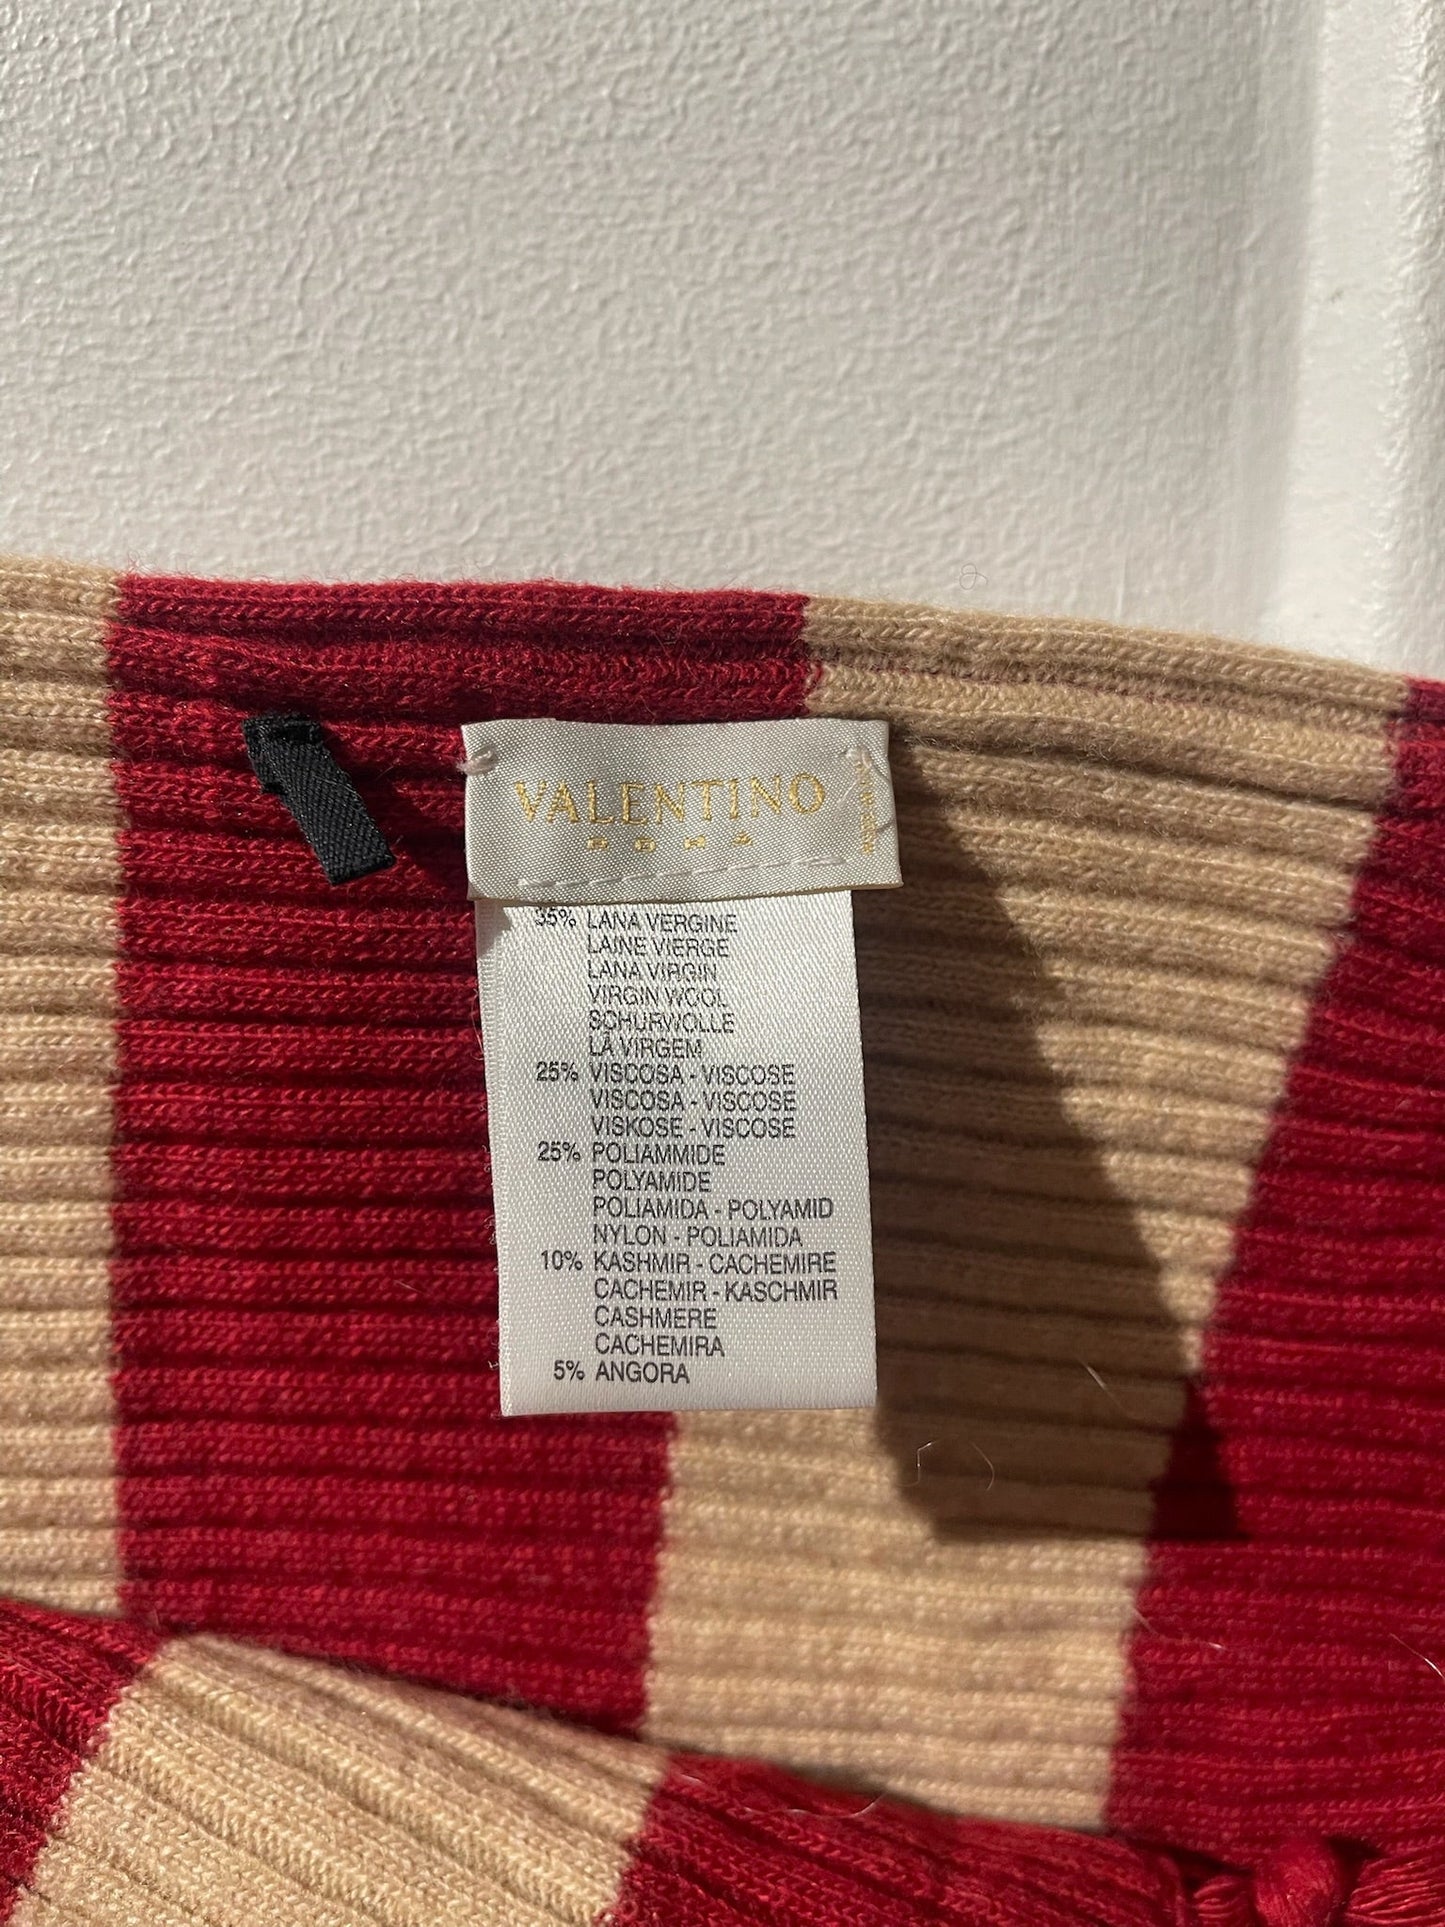 VALENTINO
ROMA
35% LANA VERGINE
LAINE VIERGE
LANA VIRGIN
VIRGIN WOOL
SCHURWOLLE
LÃ VIRGEM
25% VISCOSA - VISCOSE
VISCOSA - VISCOSE
VISKOSE - VISCOSE
25% POLIAMMIDE
POLYAMIDE
POLIAMIDA - POLYAMID
NYLON - POLIAMIDA
10% KASHMIR - CACHEMIRE
CACHEMIR - KASCHMIR
CASHMERE
CACHEMIRA
5% ANGORA